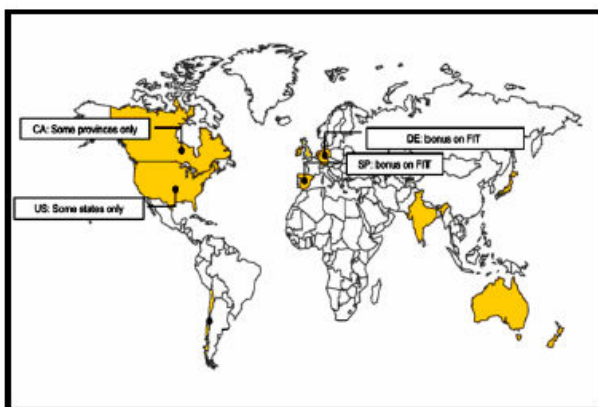 CA: Some provinces only
DE: bonus on FIT
SP: bonus on FIT
US: Some states only